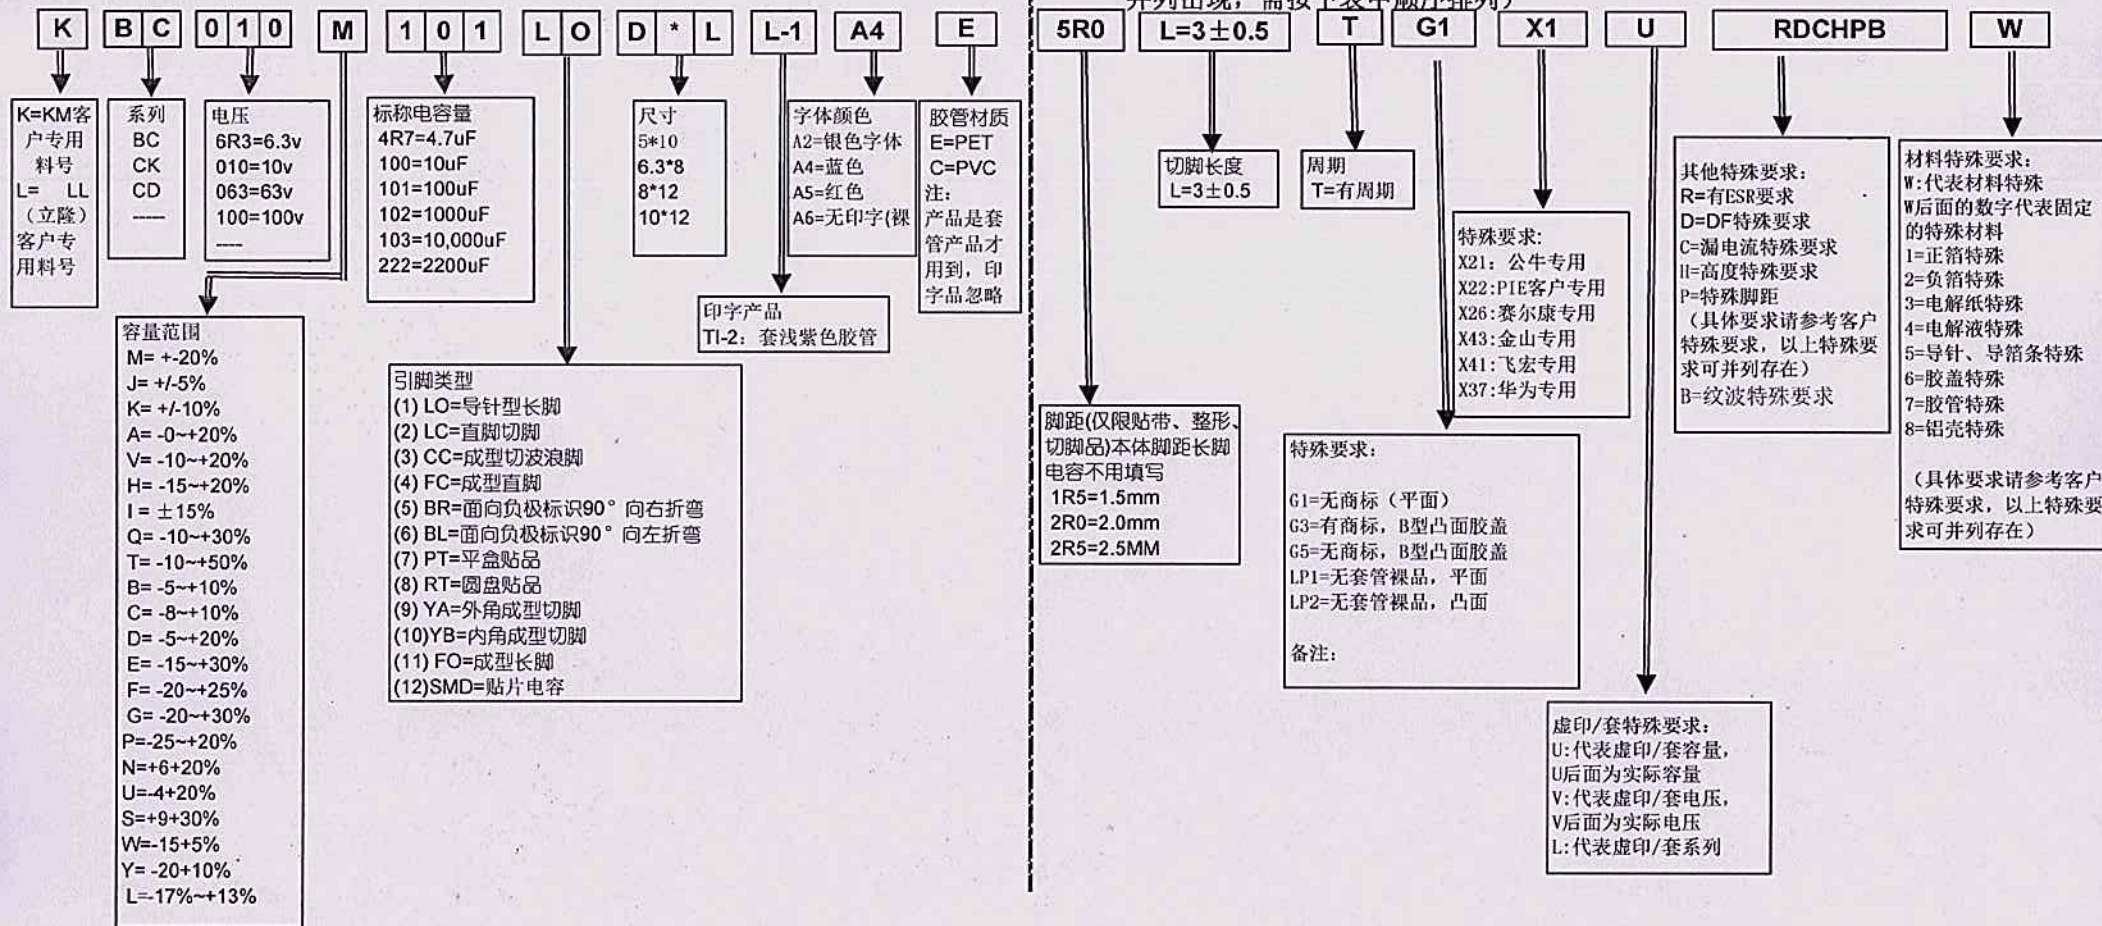 并列出现，需按下表中顺序排列）
K B C 0 1 0 M 1 0 1 L O D * L L-1 A4 E 5R0 L=3±0.5 T G1 X1 U RDCHPB W
K=KM客
户专用
料号
L= LL
（立隆）
客户专
用料号
系列
BC
CK
CD
-----
电压
6R3=6.3v
010=10v
063=63v
100=100v
----
标称电容量
4R7=4.7uF
100=10uF
101=100uF
102=1000uF
103=10,000uF
222=2200uF
尺寸
5*10
6.3*8
8*12
10*12
字体颜色
A2=银色字体
A4=蓝色
A5=红色
A6=无印字(裸
胶管材质
E=PET
C=PVC
注:
产品是套
管产品才
用到，印
字品忽略
印字产品
TI-2：套浅紫色胶管
容量范围
M= +-20%
J= +/-5%
K= +/-10%
A= -0~+20%
V= -10~+20%
H= -15~+20%
I = ±15%
Q= -10~+30%
T= -10~+50%
B= -5~+10%
C= -8~+10%
D= -5~+20%
E= -15~+30%
F= -20~+25%
G= -20~+30%
P=-25~+20%
N=+6+20%
U=-4+20%
S=+9+30%
W=-15+5%
Y= -20+10%
L=-17%~+13%
引脚类型
(1) LO=导针型长脚
(2) LC=直脚切脚
(3) CC=成型切波浪脚
(4) FC=成型直脚
(5) BR=面向负极标识90° 向右折弯
(6) BL=面向负极标识90° 向左折弯
(7) PT=平盒贴品
(8) RT=圆盘贴品
(9) YA=外角成型切脚
(10)YB=内角成型切脚
(11) FO=成型长脚
(12)SMD=贴片电容
脚距(仅限贴带、整形、
切脚品)本体脚距长脚
电容不用填写
1R5=1.5mm
2R0=2.0mm
2R5=2.5MM
切脚长度
L=3±0.5
周期
T=有周期
特殊要求：
G1=无商标（平面）
G3=有商标，B型凸面胶盖
G5=无商标，B型凸面胶盖
LP1=无套管裸品，平面
LP2=无套管裸品，凸面
备注：
特殊要求:
X21：公牛专用
X22:PIE客户专用
X26:赛尔康专用
X43:金山专用
X41:飞宏专用
X37:华为专用
虚印/套特殊要求：
U:代表虚印/套容量，
U后面为实际容量
V:代表虚印/套电压，
V后面为实际电压
L:代表虚印/套系列
其他特殊要求：
R=有ESR要求
D=DF特殊要求
C=漏电流特殊要求
H=高度特殊要求
P=特殊脚距
（具体要求请参考客户
特殊要求，以上特殊要
求可并列存在）
B=纹波特殊要求
材料特殊要求：
W:代表材料特殊
W后面的数字代表固定
的特殊材料
1=正箔特殊
2=负箔特殊
3=电解纸特殊
4=电解液特殊
5=导针、导箔条特殊
6=胶盖特殊
7=胶管特殊
8=铝壳特殊
（具体要求请参考客户
特殊要求，以上特殊要
求可并列存在）